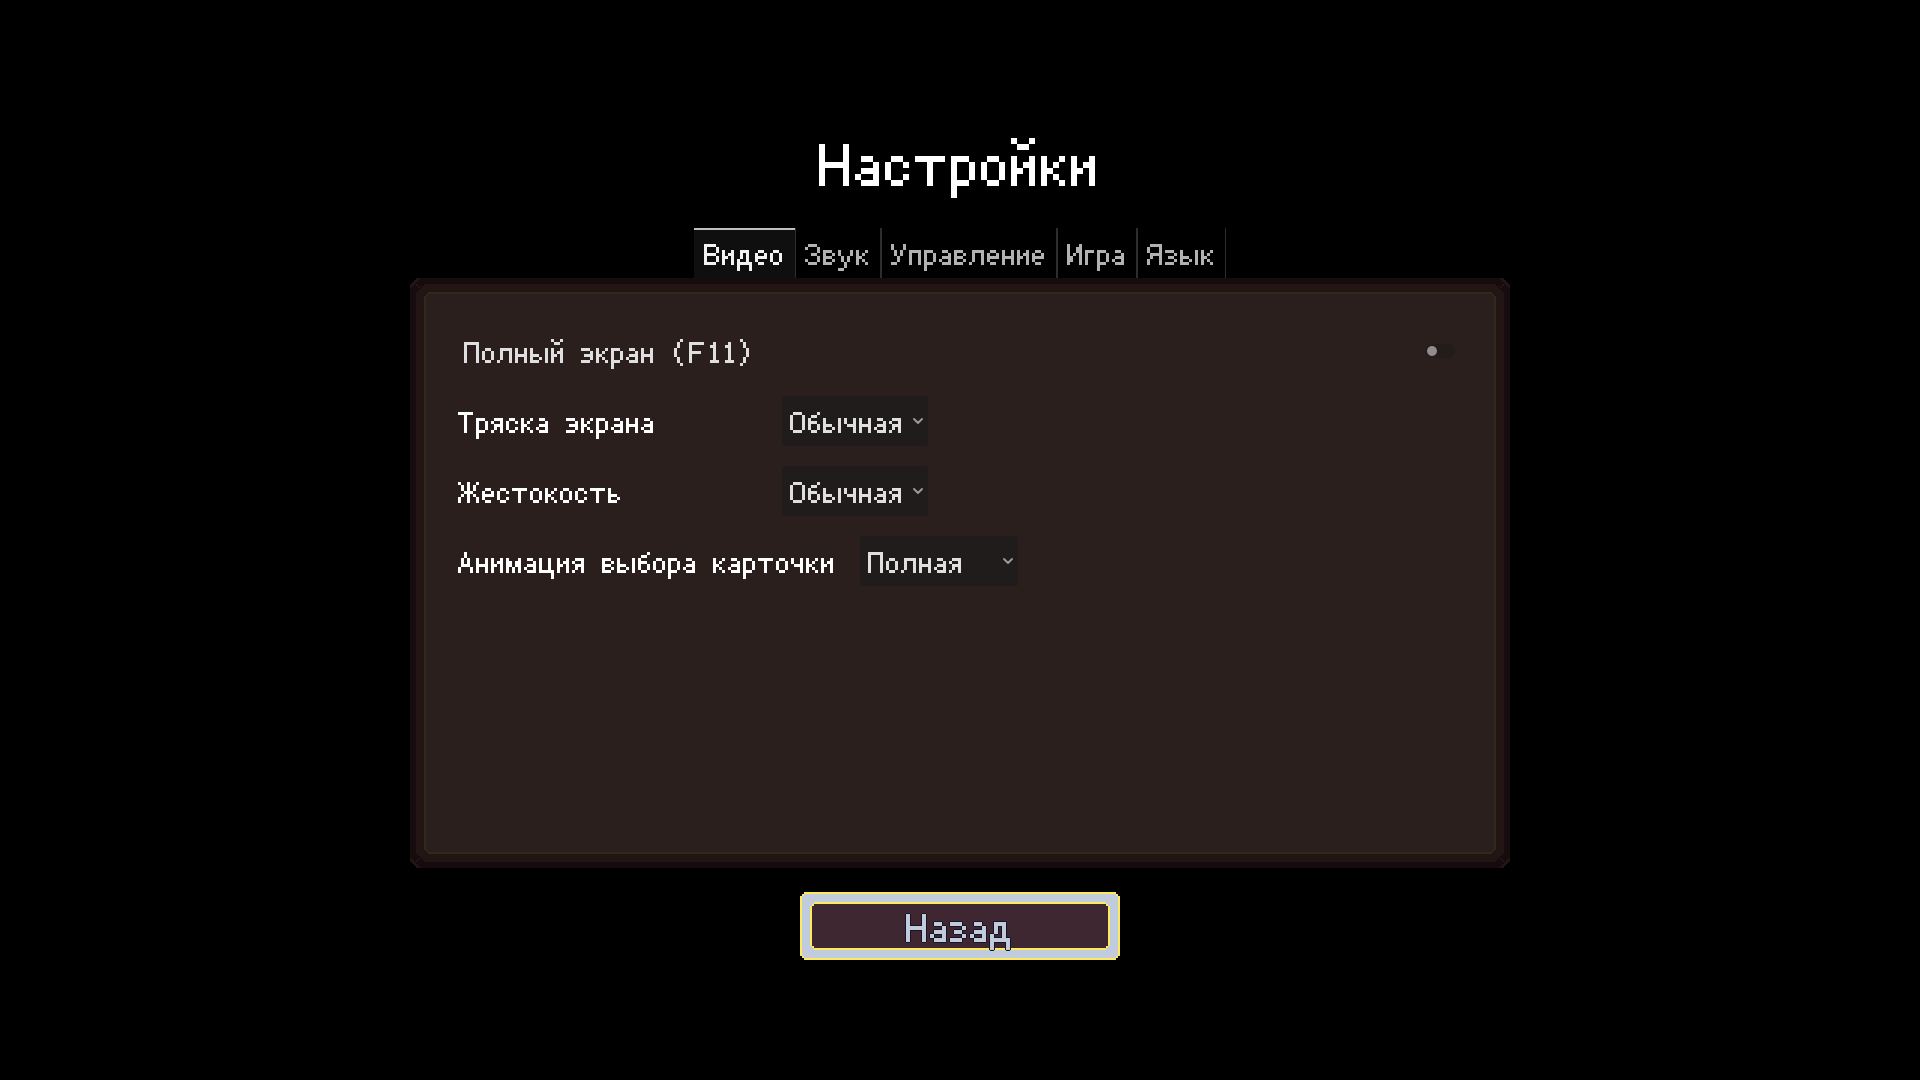 Настройки
Видео Звук Управление Игра Язык
Полный экран (F11)
Тряска экрана Обычная
Жестокость Обычная
Анимация выбора карточки Полная
Назад